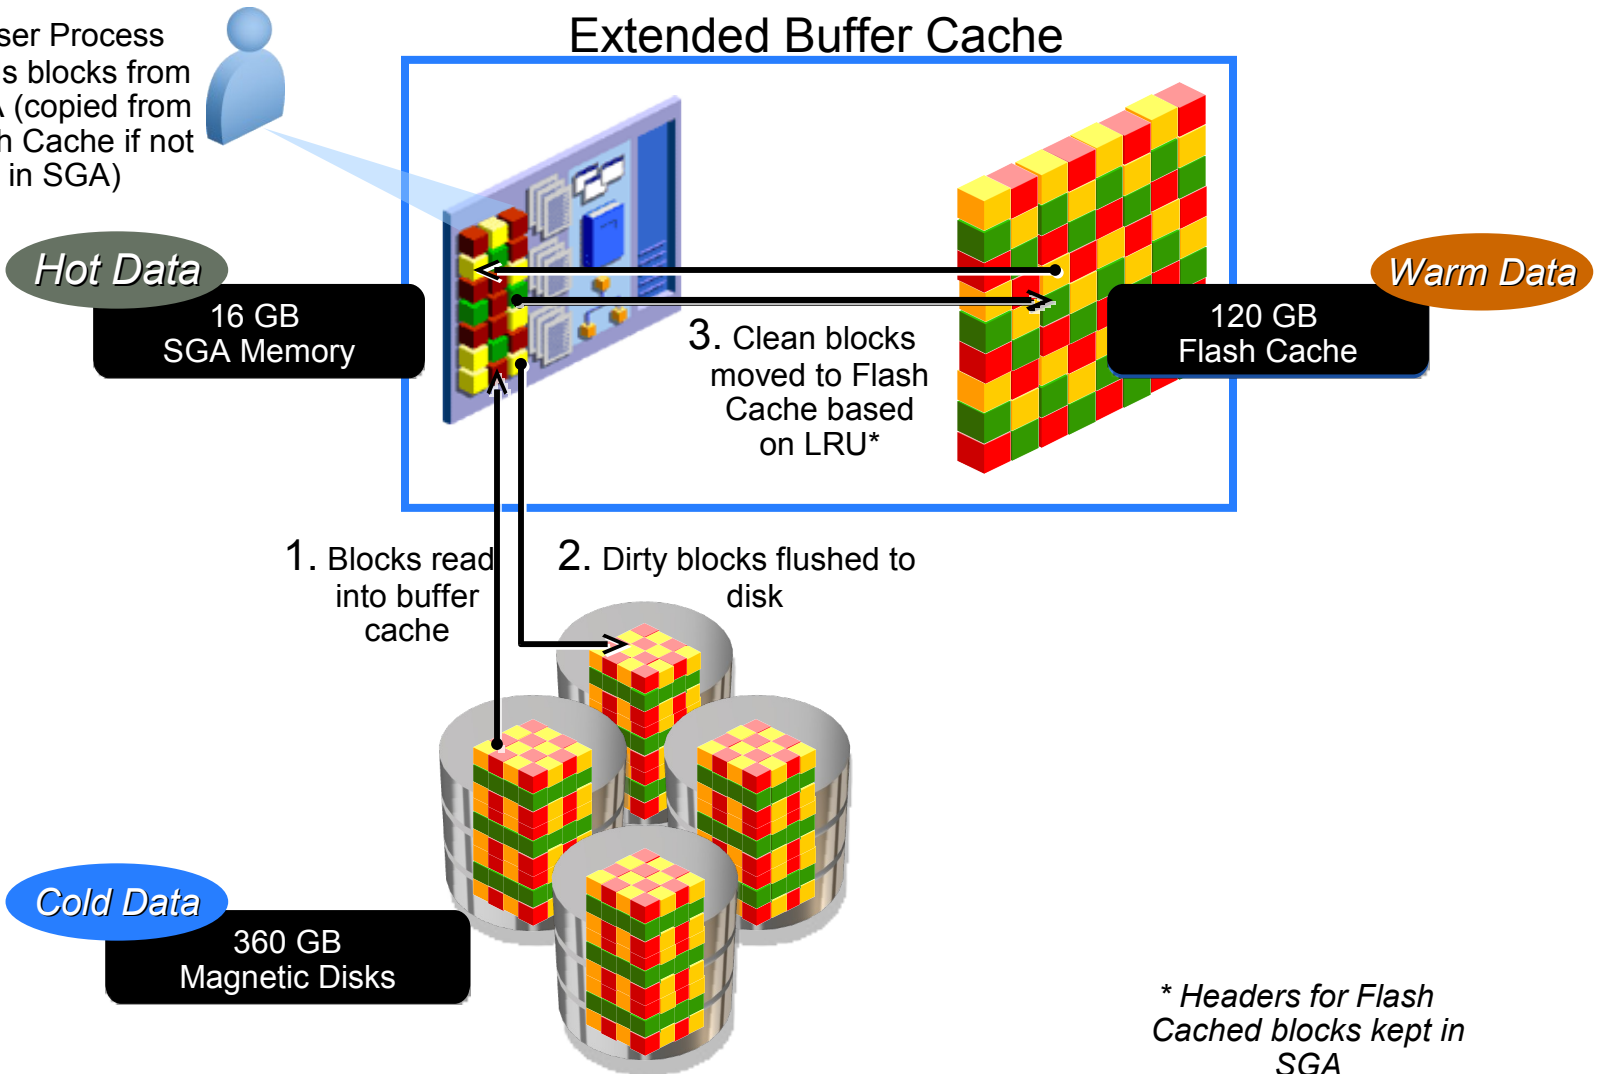 Extended Buffer Cache
ser Process
s blocks from
(copied from
h Cache if not
in SGA)
Hot Data
16 GB
SGA Memory
Warm Data
120 GB
Flash Cache
3. Clean blocks
moved to Flash
Cache based
on LRU*
1. Blocks read
into buffer
cache
2. Dirty blocks flushed to
disk
Cold Data
360 GB
Magnetic Disks
* Headers for Flash
Cached blocks kept in
SGA